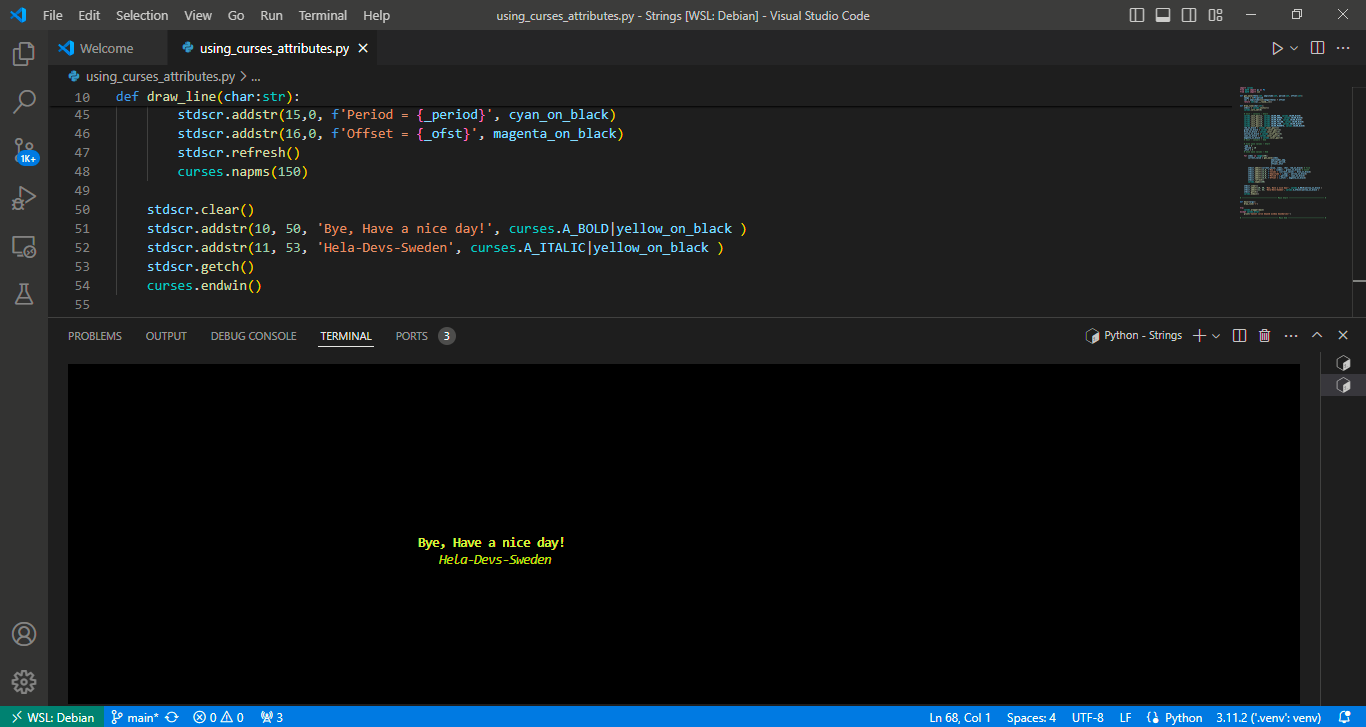 File Edit Selection View Go Run Terminal Help using_curses_attributes.py - Strings [WSL: Debian] - Visual Studio Code
Welcome using_curses_attributes.py
using_curses_attributes.py > ...
10 def draw_line(char:str):
45 stdscr.addstr(15,0, f'Period = {_period}', cyan_on_black)
46 stdscr.addstr(16,0, f'Offset = {_ofst}', magenta_on_black)
47 stdscr.refresh()
48 curses.napms(150)
49
50 stdscr.clear()
51 stdscr.addstr(10, 50, 'Bye, Have a nice day!', curses.A_BOLD|yellow_on_black )
52 stdscr.addstr(11, 53, 'Hela-Devs-Sweden', curses.A_ITALIC|yellow_on_black )
53 stdscr.getch()
54 curses.endwin()
55
1K+
PROBLEMS OUTPUT DEBUG CONSOLE TERMINAL PORTS 3 Python - Strings
Bye, Have a nice day!
Hela-Devs-Sweden
WSL: Debian main* 0 0 3 Ln 68, Col 1 Spaces: 4 UTF-8 LF Python 3.11.2 ('.venv': venv)